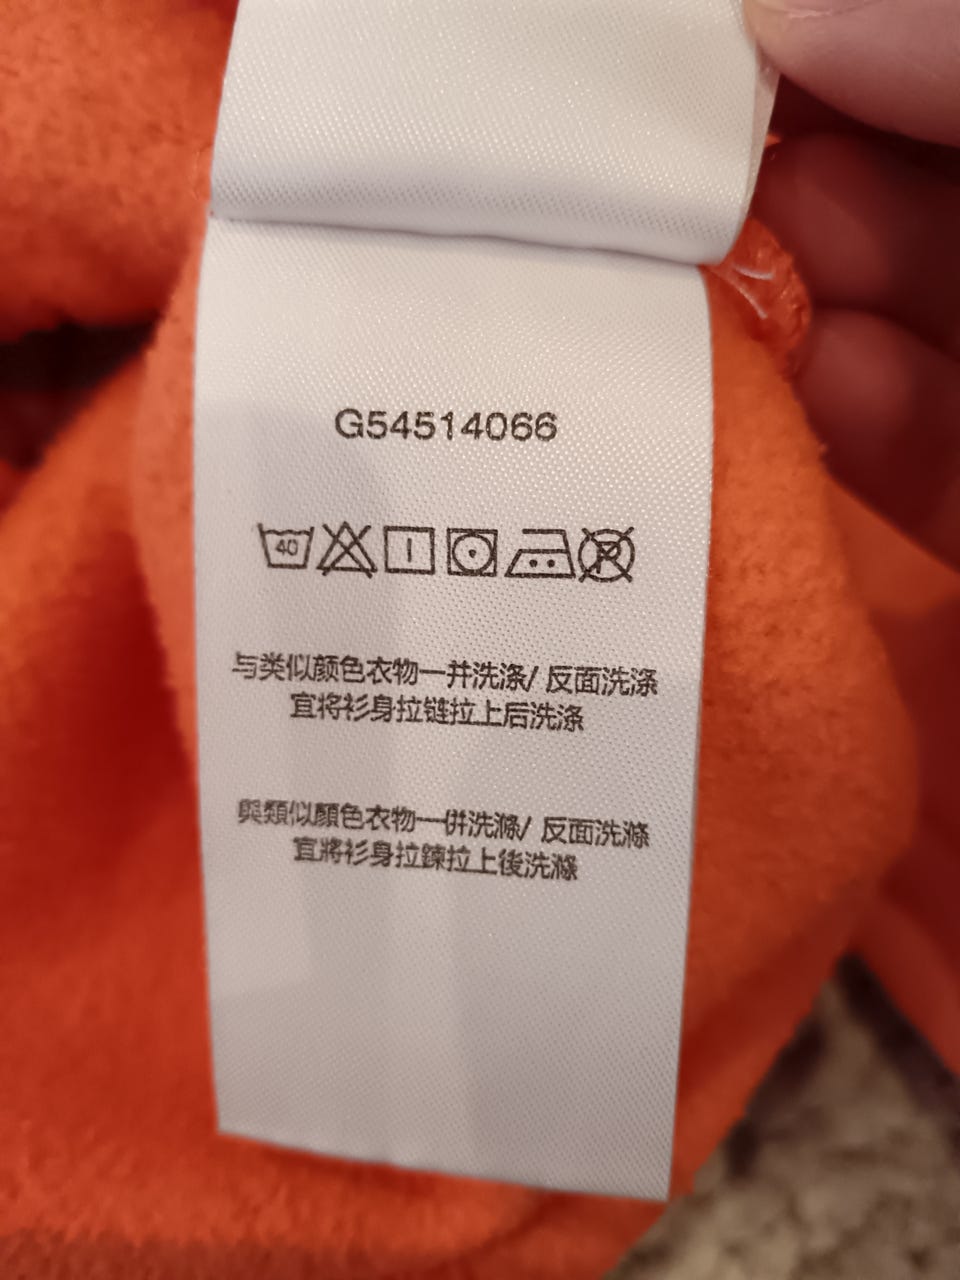 G54514066
40 P
与类似颜色衣物一并洗涤/ 反面洗涤
宜将衫身拉链拉上后洗涤
與類似顏色衣物一併洗滌/ 反面洗滌
宜將衫身拉鍊拉上後洗滌